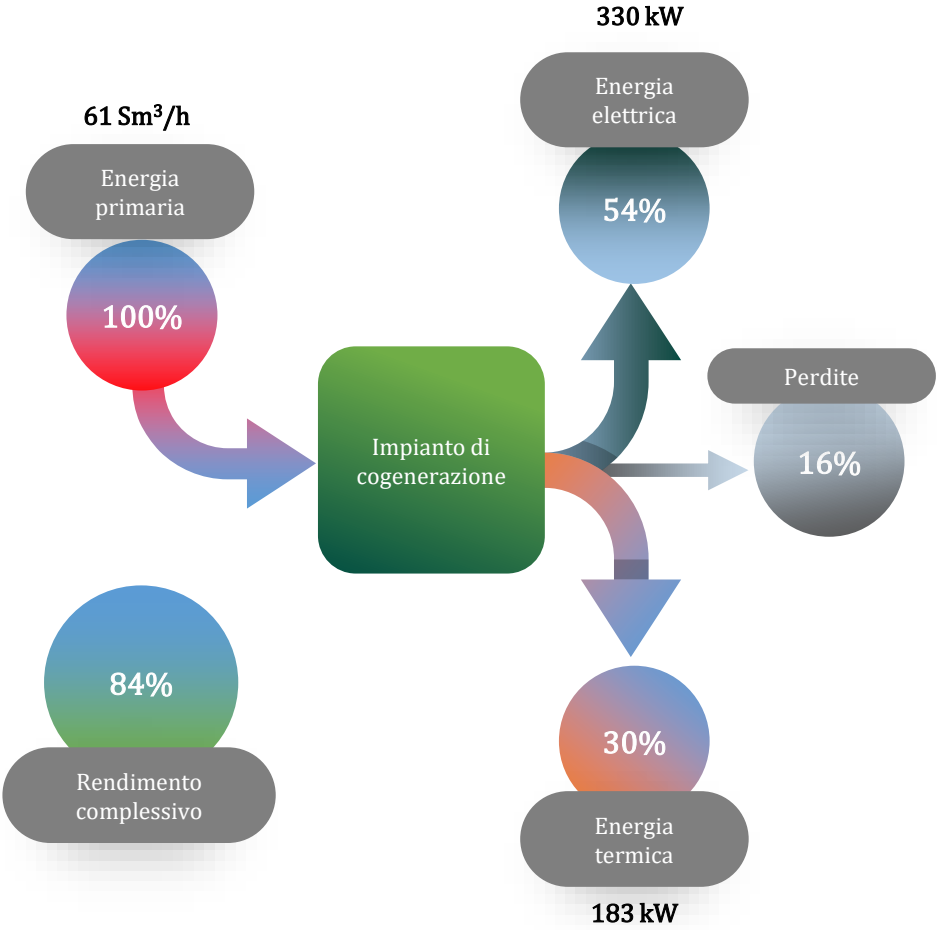 330 kW
Energia
elettrica
54%
61 Sm³/h
Energia
primaria
100%
Impianto di
cogenerazione
Perdite
16%
84%
Rendimento
complessivo
30%
Energia
termica
183 kW